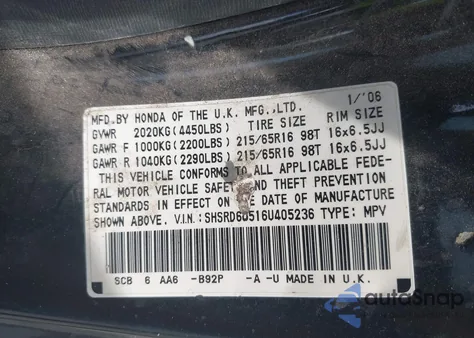 MFD.BY HONDA OF THE U.K. MFG.,LTD. 1/'06
GVWR 2020KG(4450LBS) TIRE SIZE RIM SIZE
GAWR F 1000KG(2200LBS) 215/65R16 98T 16x6.5JJ
GAWR R 1040KG(2290LBS) 215/65R16 98T 16x6.5JJ
THIS VEHICLE CONFORMS TO ALL APPLICABLE FEDE-
RAL MOTOR VEHICLE SAFETY AND THEFT PREVENTION
STANDARDS IN EFFECT ON THE DATE OF MANUFACTURE
SHOWN ABOVE. V.I.N.: SHSRD60516U405236 TYPE: MPV
SCB 6 AA6 -B92P -A -U MADE IN U.K.
autoSnap